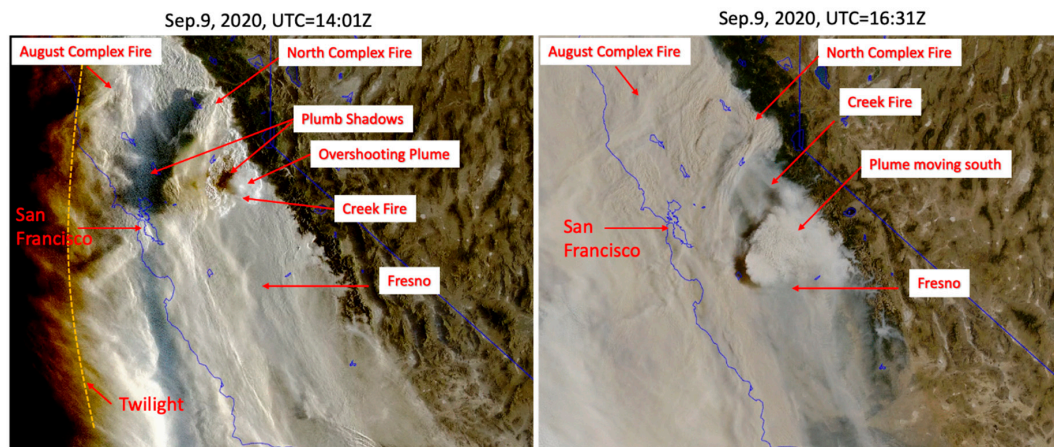 Sep.9, 2020, UTC=14:01Z
August Complex Fire
North Complex Fire
Plumb Shadows
Overshooting Plume
Creek Fire
San
Francisco
Fresno
Twilight
Sep.9, 2020, UTC=16:31Z
August Complex Fire
North Complex Fire
Creek Fire
Plume moving south
San
Francisco
Fresno